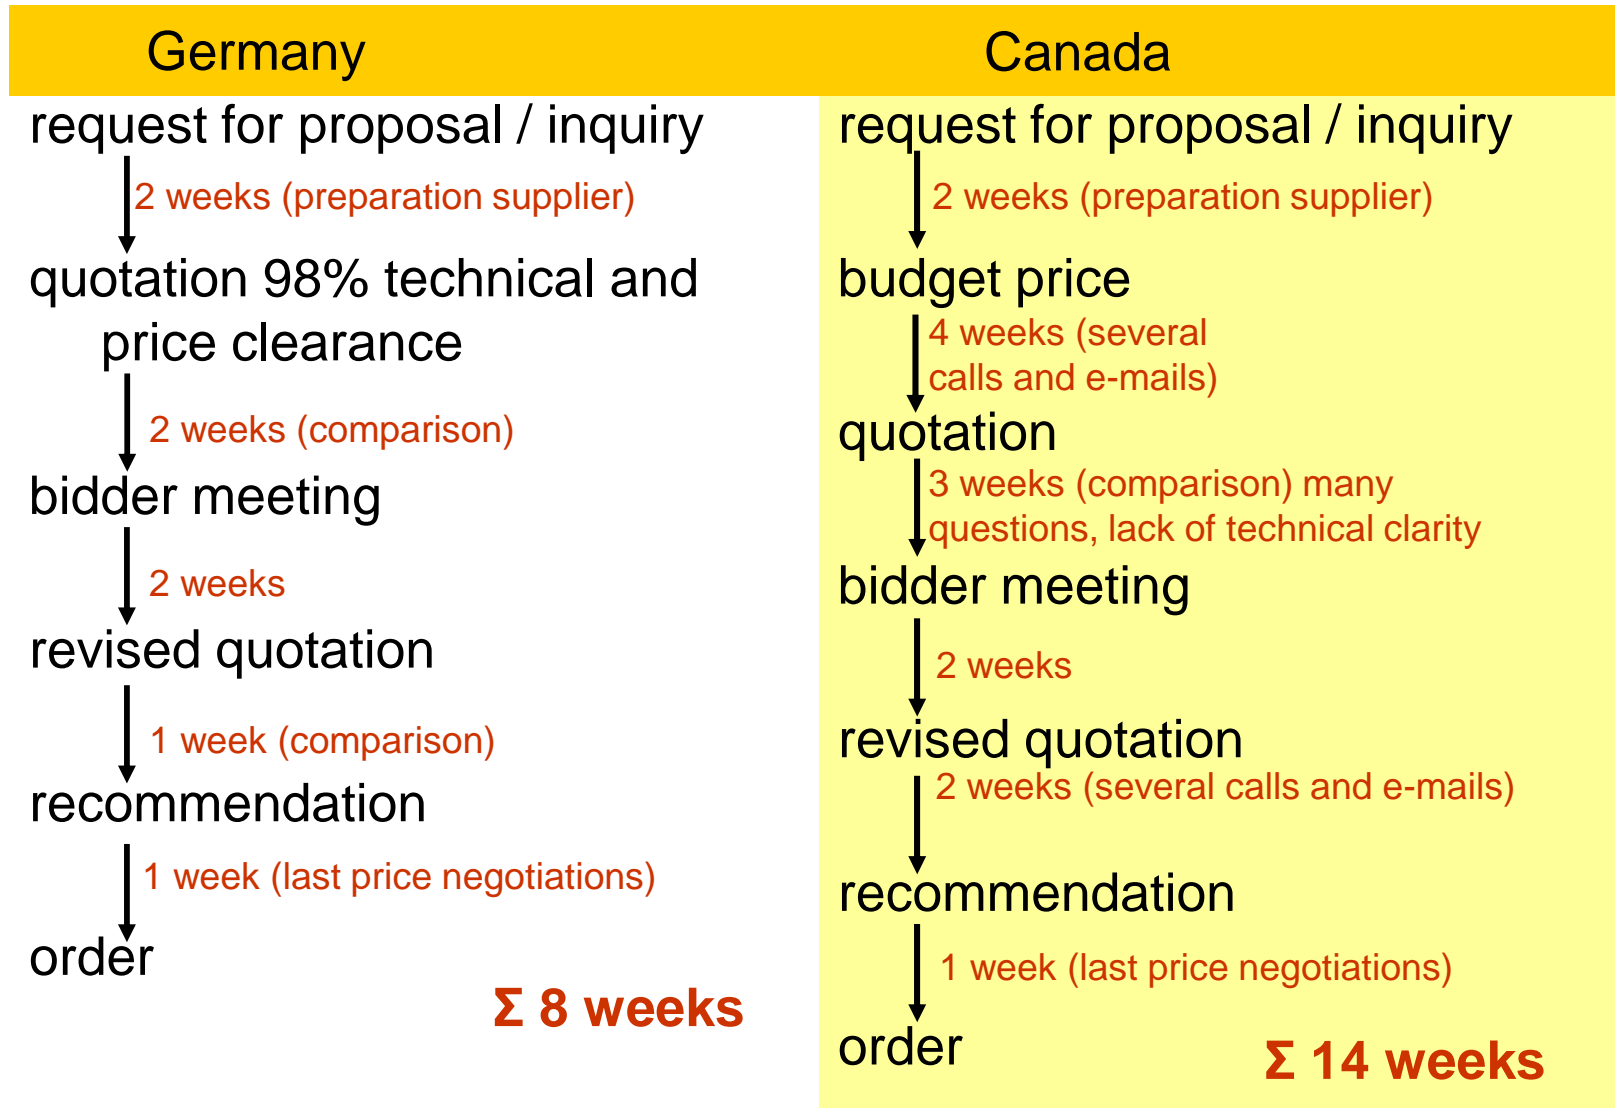 Germany
request for proposal / inquiry
2 weeks (preparation supplier)
quotation 98% technical and
price clearance
2 weeks (comparison)
bidder meeting
2 weeks
revised quotation
1 week (comparison)
recommendation
1 week (last price negotiations)
order
Σ 8 weeks
Canada
request for proposal / inquiry
2 weeks (preparation supplier)
budget price
4 weeks (several
calls and e-mails)
quotation
3 weeks (comparison) many
questions, lack of technical clarity
bidder meeting
2 weeks
revised quotation
2 weeks (several calls and e-mails)
recommendation
1 week (last price negotiations)
order
Σ 14 weeks